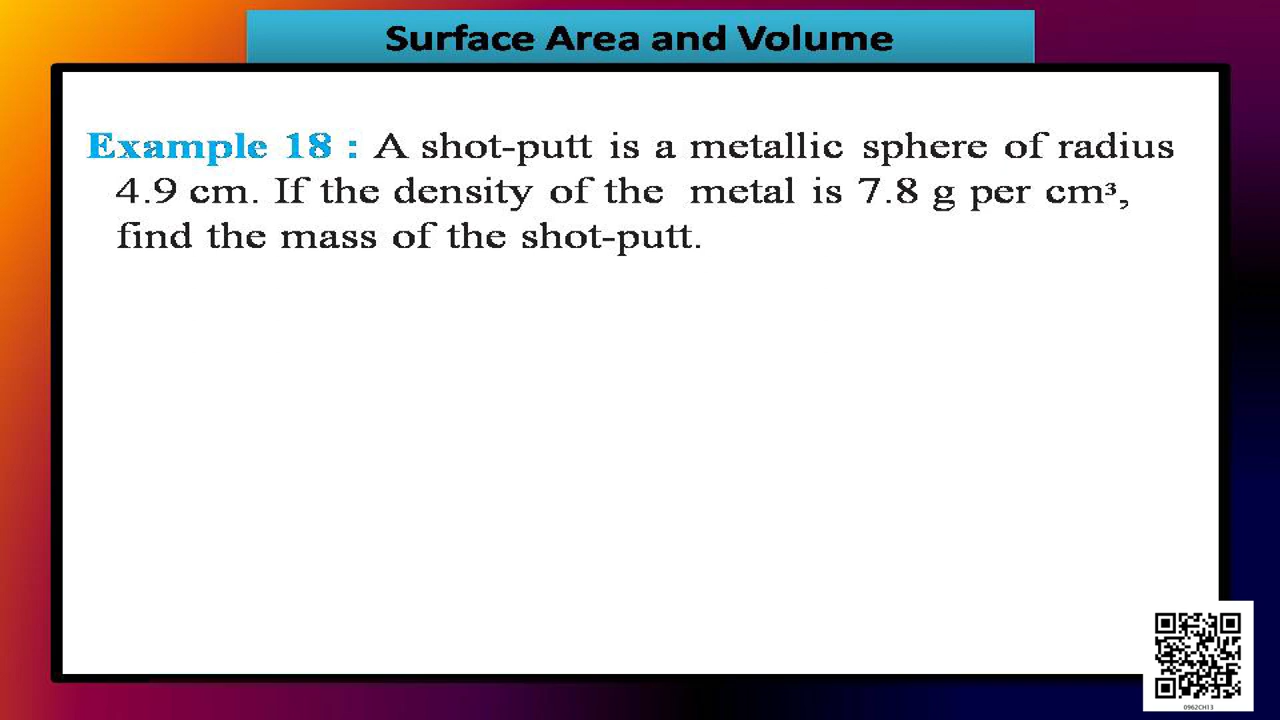 Surface Area and Volume
Example 18 : A shot-putt is a metallic sphere of radius
4.9 cm. If the density of the metal is 7.8 g per cm³,
find the mass of the shot-putt.
0962CH13